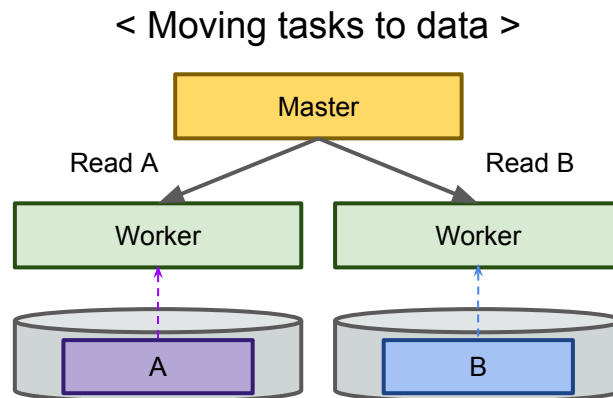 < Moving tasks to data >
Master
Read A
Read B
Worker
Worker
A
B